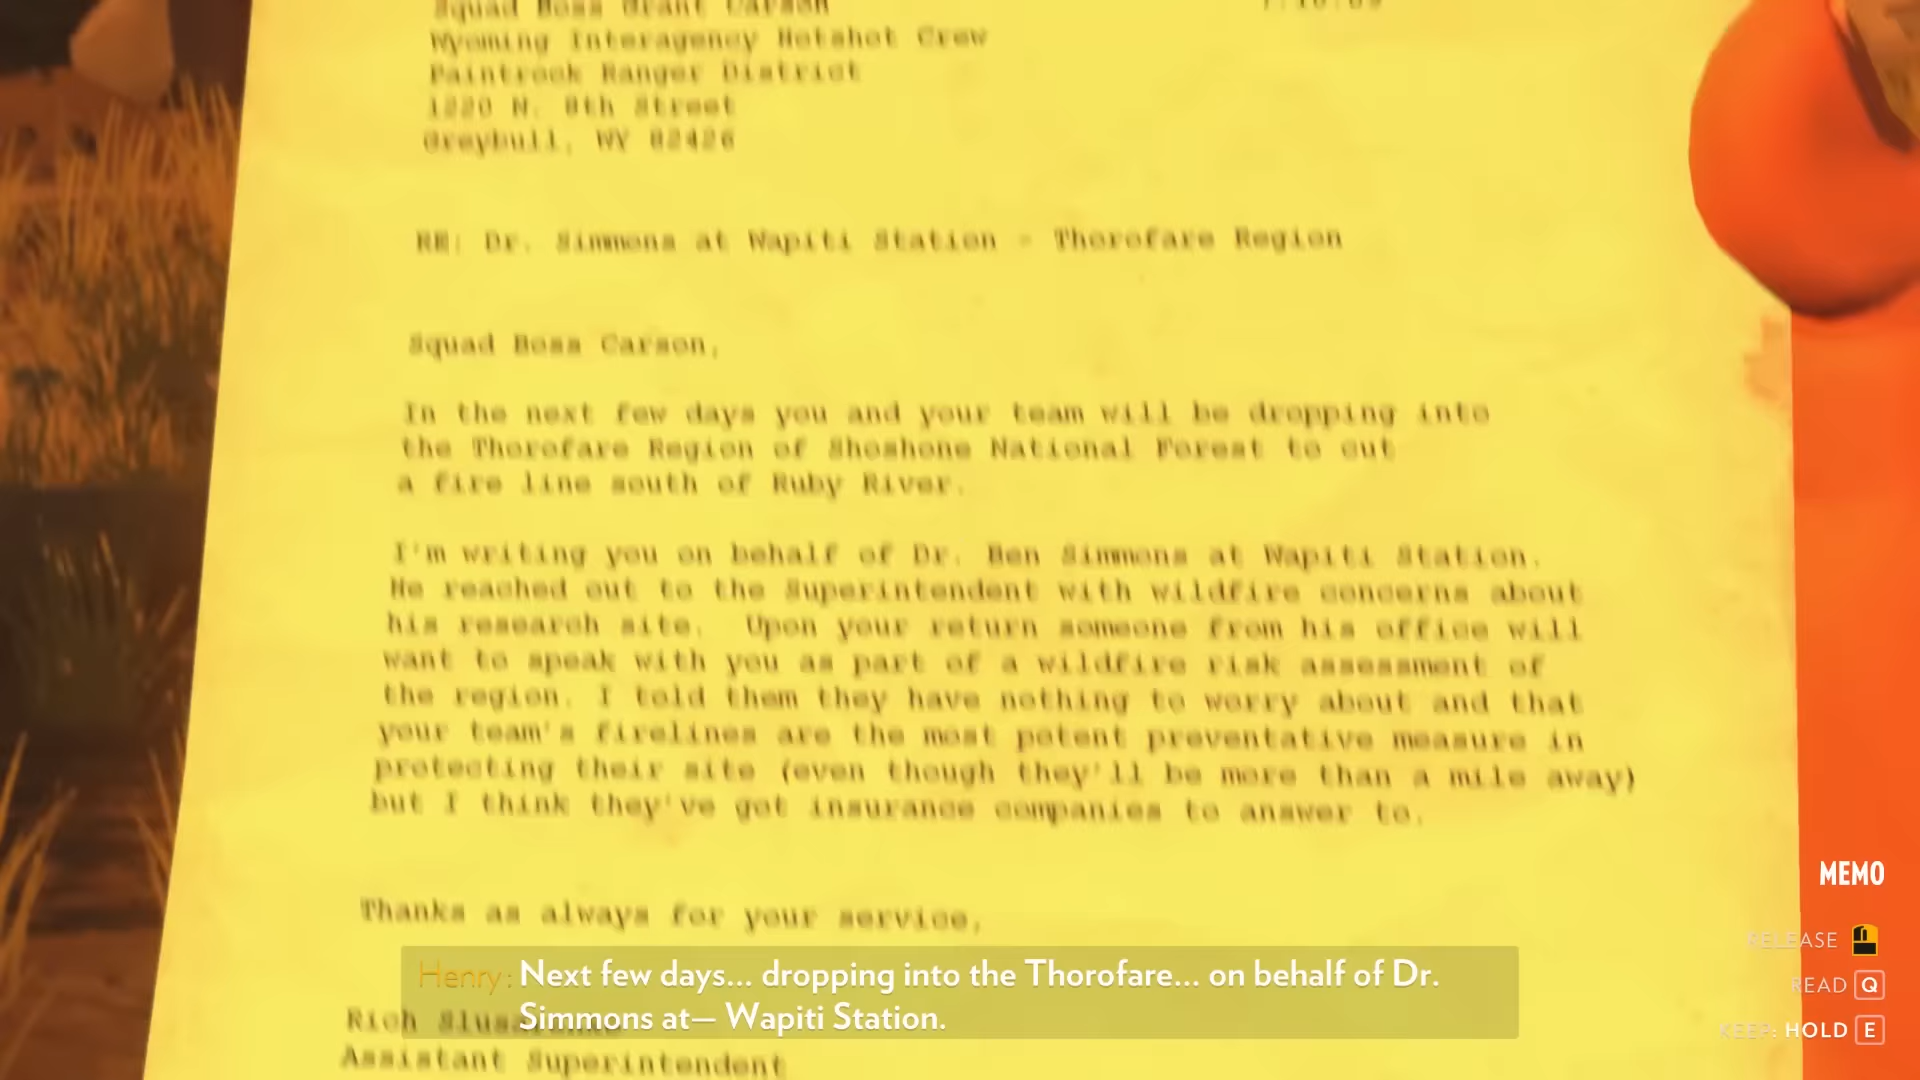 Squad Boss Grant Carson
Wyoming Interagency Hotshot Crew
Paintrock Ranger District
1220 N. 8th Street
Greybull, WY 82426
RE: Dr. Simmons at Wapiti Station - Thorofare Region
Squad Boss Carson,
In the next few days you and your team will be dropping into
the Thorofare Region of Shoshone National Forest to cut
a fire line south of Ruby River.
I'm writing you on behalf of Dr. Ben Simmons at Wapiti Station.
He reached out to the Superintendent with wildfire concerns about
his research site. Upon your return someone from his office will
want to speak with you as part of a wildfire risk assessment of
the region. I told them they have nothing to worry about and that
your team's firelines are the most potent preventative measure in
protecting their site (even though they'll be more than a mile away)
but I think they've got insurance companies to answer to.
Thanks as always for your service,
Rich
Assistant Superintendent
Henry: Next few days... dropping into the Thorofare... on behalf of Dr.
Simmons at— Wapiti Station.
MEMO
RELEASE
READ Q
KEEP: HOLD E